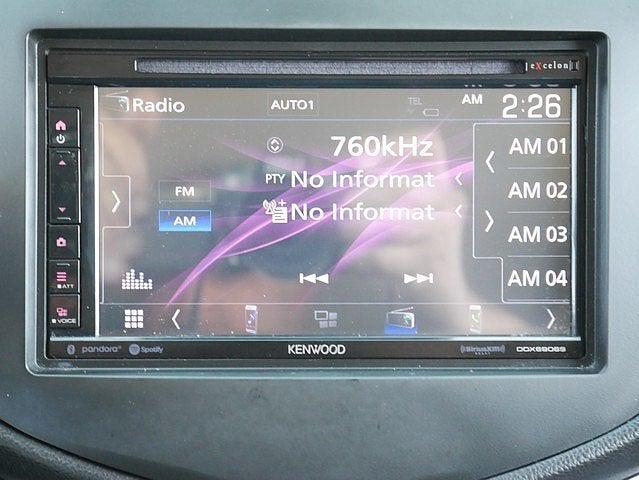 eXcelon
Radio
AUTO1
TEL
AM
2:26
760kHz
AM 01
PTY No Informat
FM
AM 02
No Informat
AM
AM 03
AM 04
ATT
VOICE
pandora
Spotify
KENWOOD
SiriusXM
READY